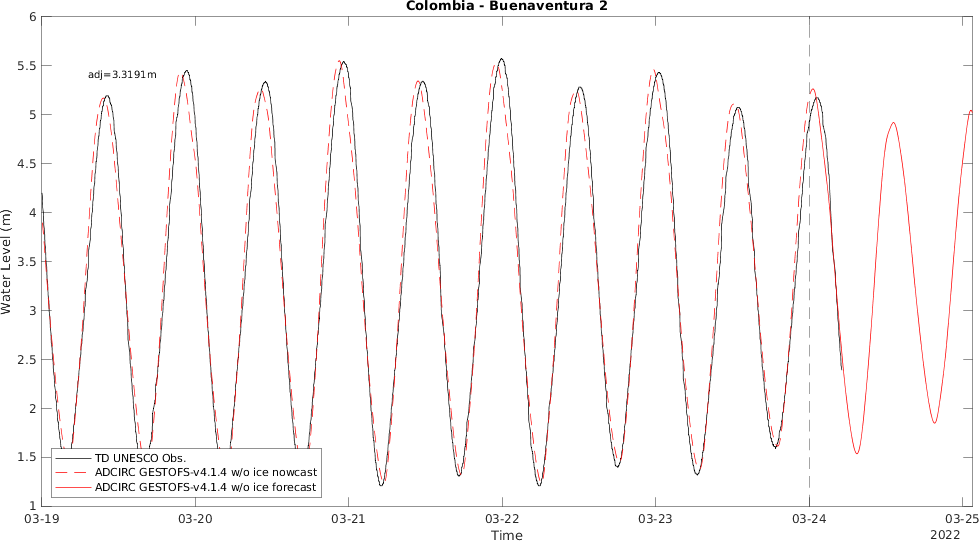 Colombia - Buenaventura 2
6
5.5
adj=3.3191m
5
4.5
4
3.5
3
2.5
2
1.5
1
Water Level (m)
TD UNESCO Obs.
ADCIRC GESTOFS-v4.1.4 w/o ice nowcast
ADCIRC GESTOFS-v4.1.4 w/o ice forecast
03-19 03-20 03-21 03-22 03-23 03-24 03-25
Time
2022